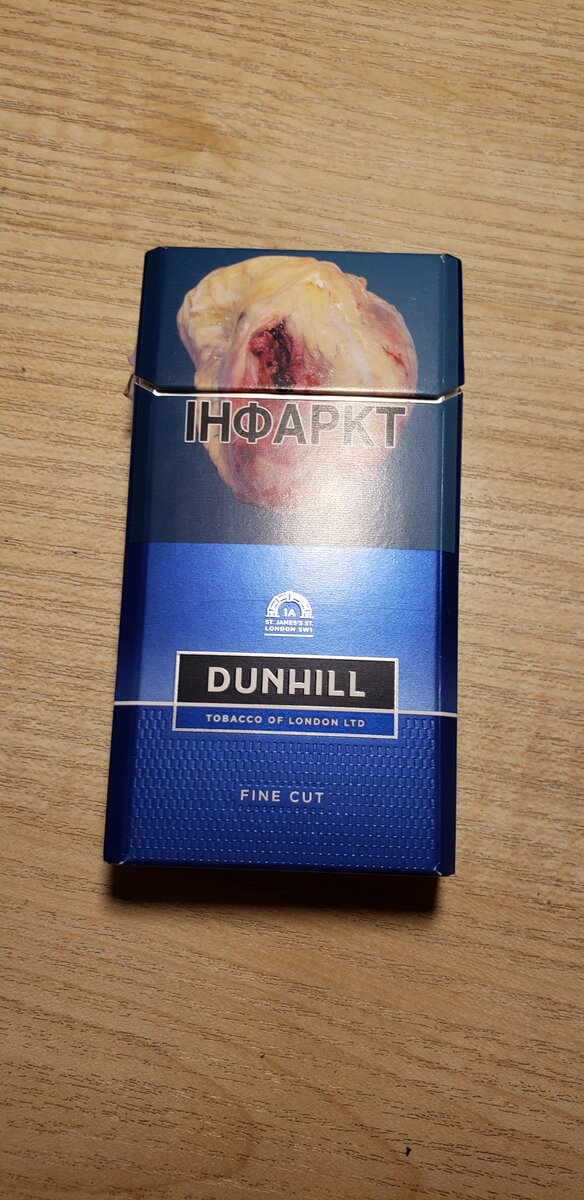 ІНФАРКТ
1A
ST. JAMES'S ST.
LONDON SW1
DUNHILL
TOBACCO OF LONDON LTD
FINE CUT